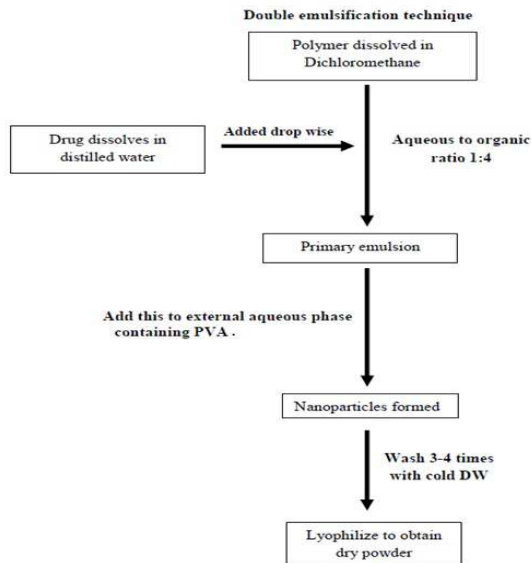 Double emulsification technique
Polymer dissolved in
Dichloromethane
Added drop wise
Drug dissolves in
distilled water
Aqueous to organic
ratio 1:4
Primary emulsion
Add this to external aqueous phase
containing PVA .
Nanoparticles formed
Wash 3-4 times
with cold DW
Lyophilize to obtain
dry powder